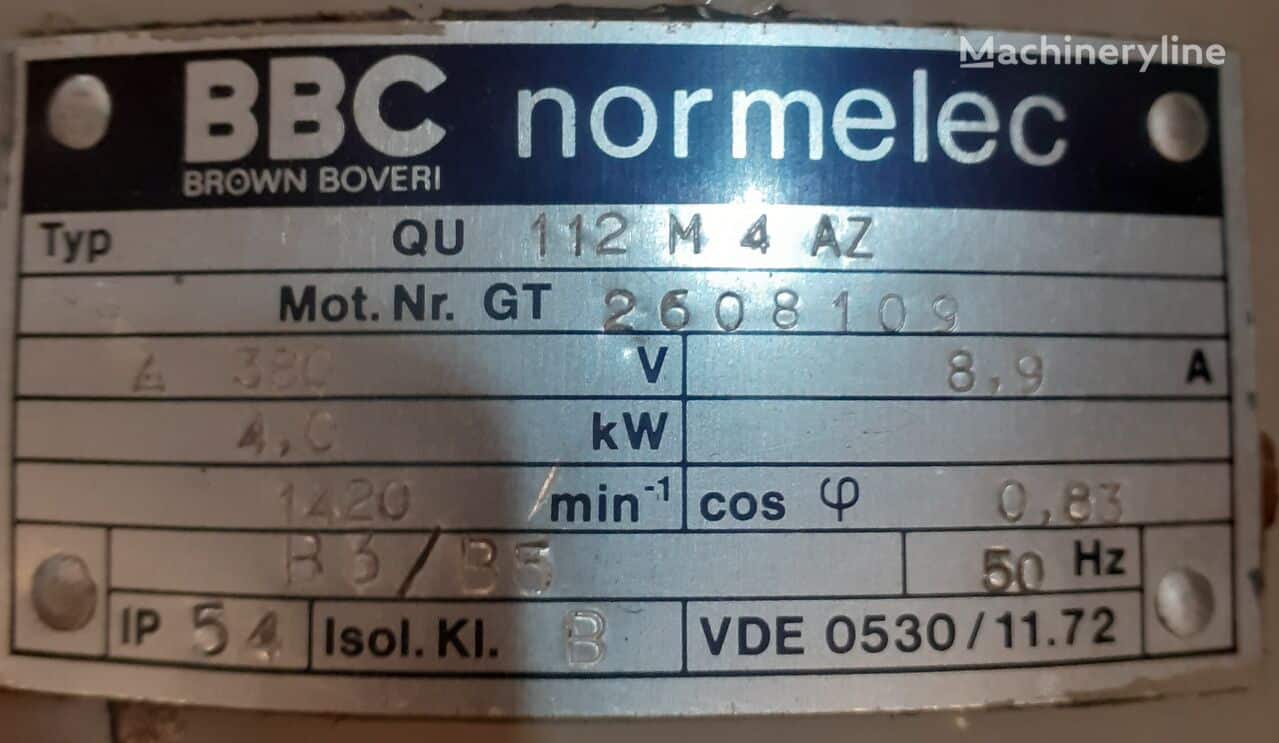 Machineryline
BBC normelec
BROWN BOVERI
Typ QU 112 M 4 AZ
Mot. Nr. GT 2608109
Δ 380 V 8,9 A
4,0 kW
1420 /min-1 cos φ 0,83
B3/B5 50 Hz
IP 54 Isol. Kl. B VDE 0530/11.72